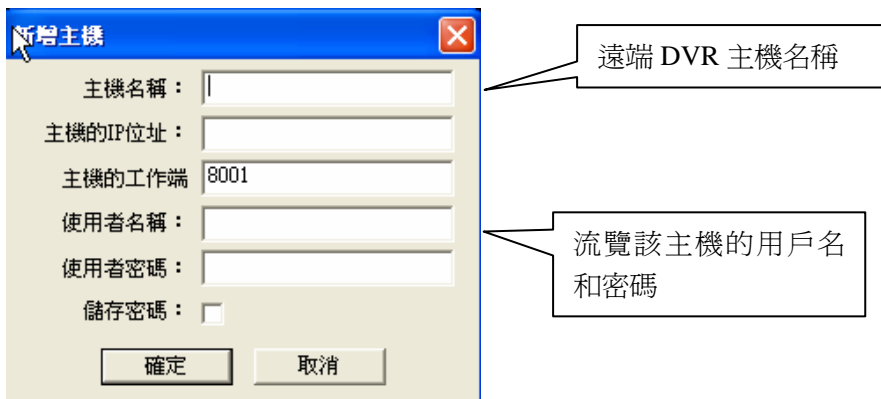 新增主機
遠端 DVR 主機名稱
主機名稱：
主機的IP位址：
主機的工作端 8001
使用者名稱：
流覽該主機的用戶名
和密碼
使用者密碼：
儲存密碼：
確定 取消